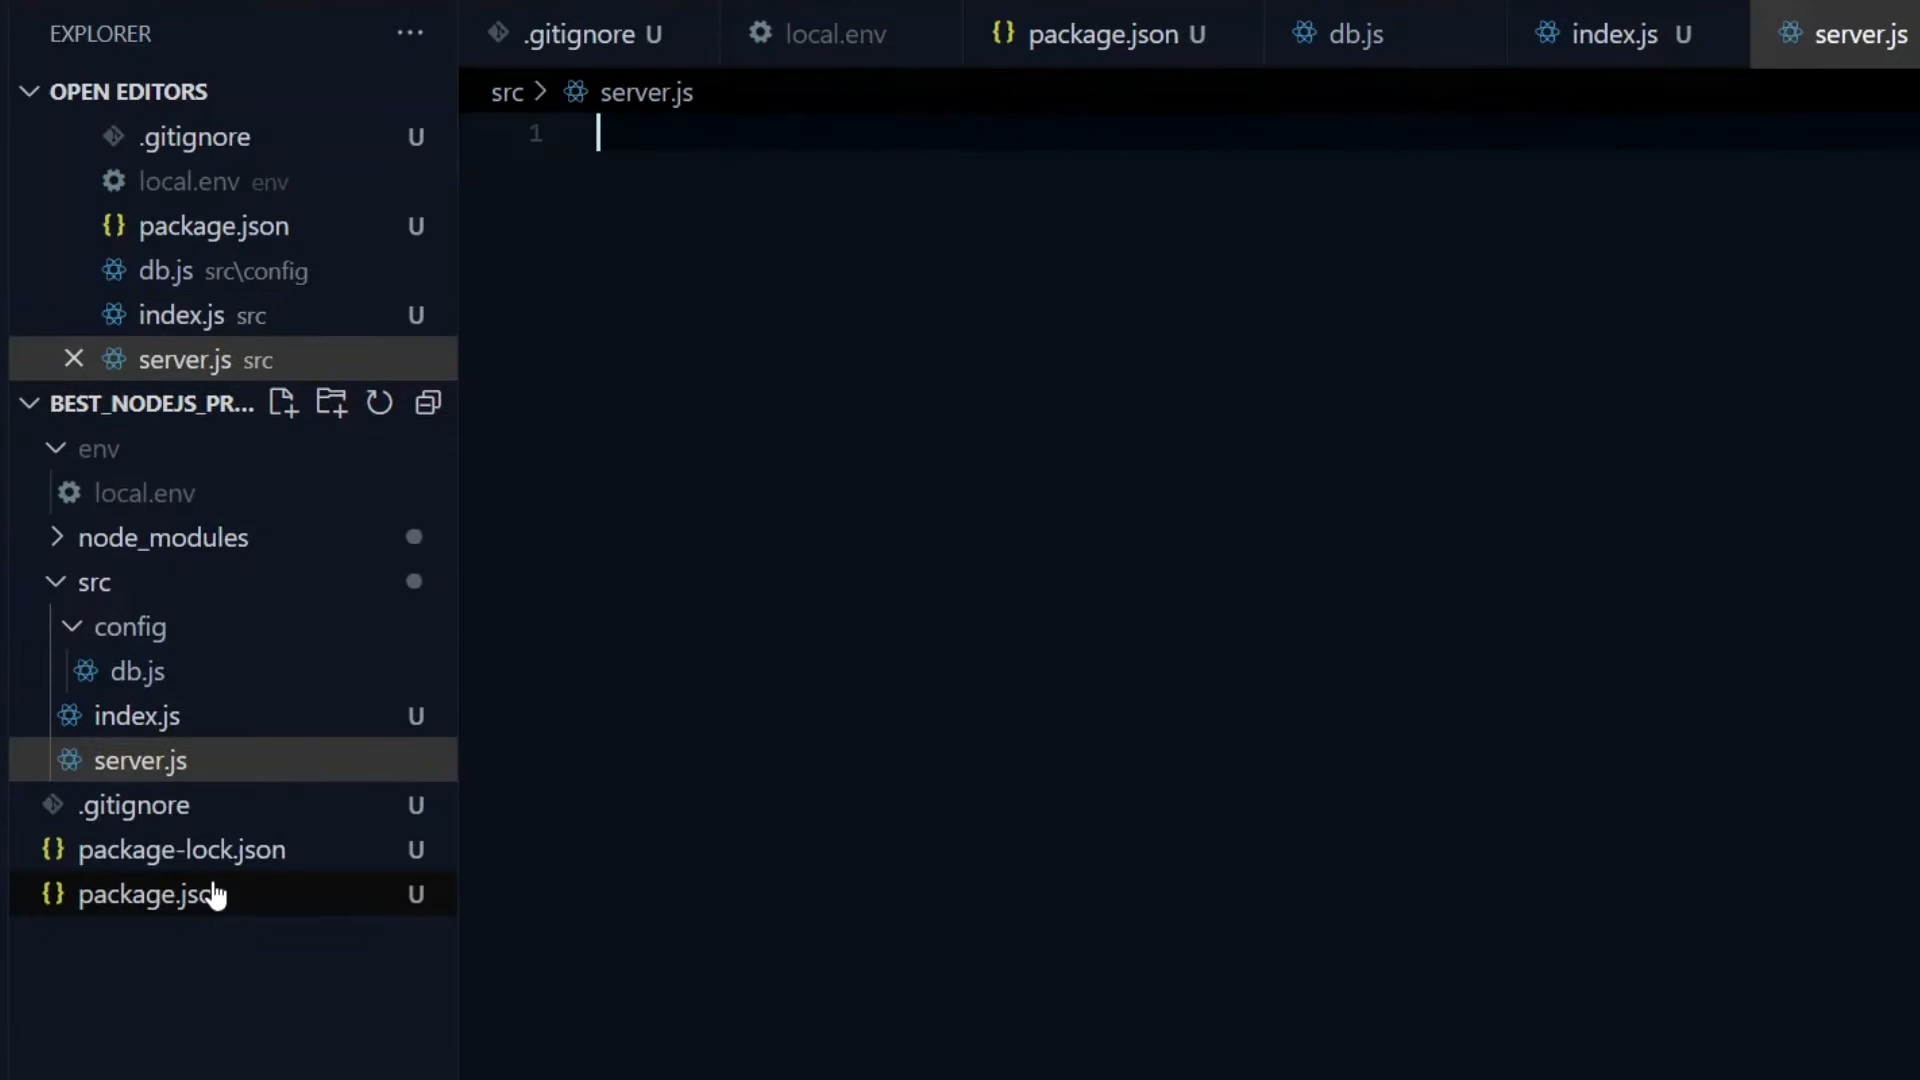 EXPLORER
.gitignore U
local.env
{} package.json U
db.js
index.js U
server.js
OPEN EDITORS
src > server.js
.gitignore U
1
local.env env
{} package.json U
db.js src\config
index.js src U
server.js src
BEST_NODEJS_PR...
env
local.env
node_modules
src
config
db.js
index.js U
server.js
.gitignore U
{} package-lock.json U
{} package.jso U